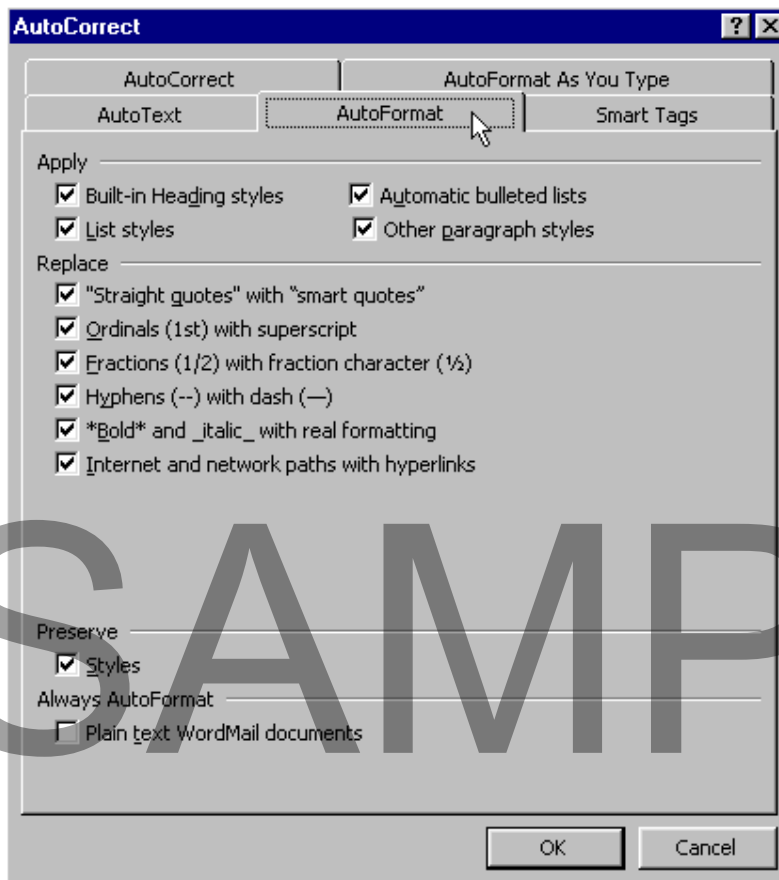 AutoCorrect
AutoCorrect AutoFormat As You Type
AutoText AutoFormat Smart Tags
Apply
Built-in Heading styles Automatic bulleted lists
List styles Other paragraph styles
Replace
"Straight quotes" with “smart quotes”
Ordinals (1st) with superscript
Fractions (1/2) with fraction character (½)
Hyphens (--) with dash (—)
*Bold* and _italic_ with real formatting
Internet and network paths with hyperlinks
SAMP
Preserve
Styles
Always AutoFormat
Plain text WordMail documents
OK Cancel